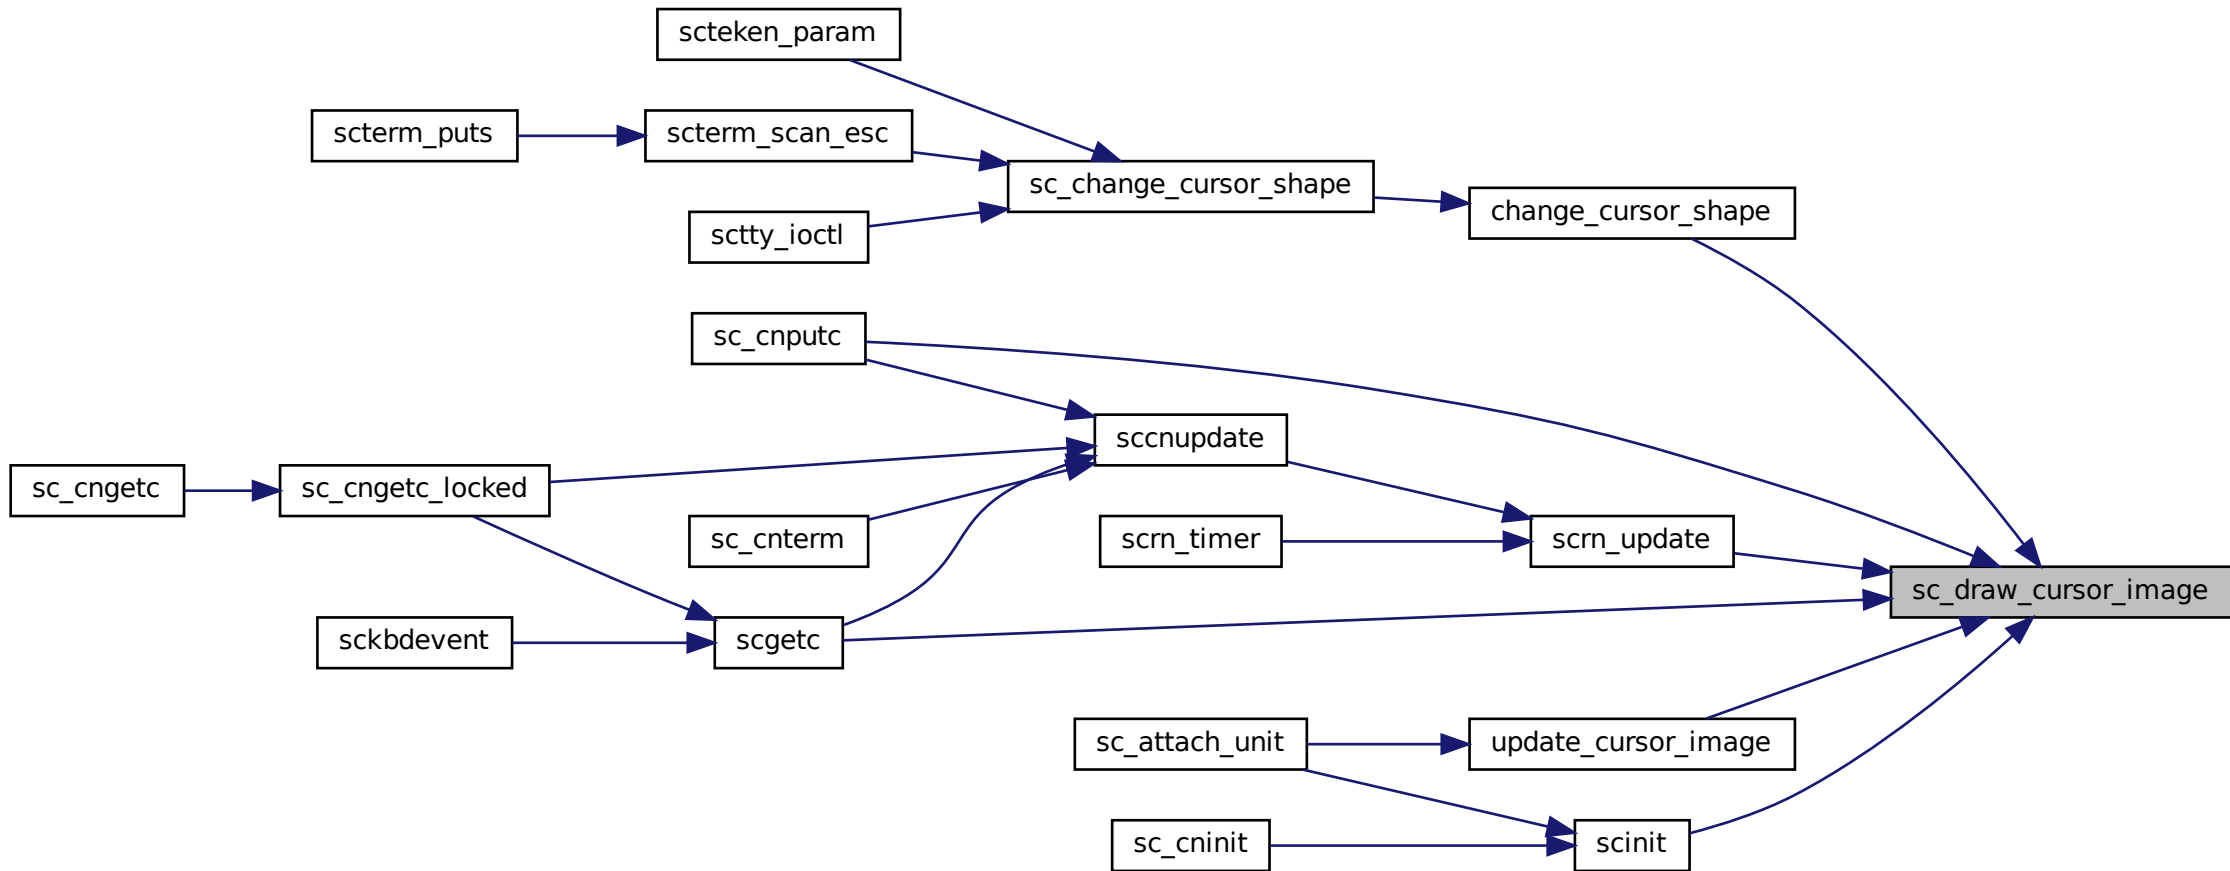 scteken_param
scterm_puts
scterm_scan_esc
sc_change_cursor_shape
change_cursor_shape
sctty_ioctl
sc_cnputc
sccnupdate
sc_cngetc
sc_cngetc_locked
sc_cnterm
scrn_timer
scrn_update
sc_draw_cursor_image
sckbdevent
scgetc
sc_attach_unit
update_cursor_image
sc_cninit
scinit